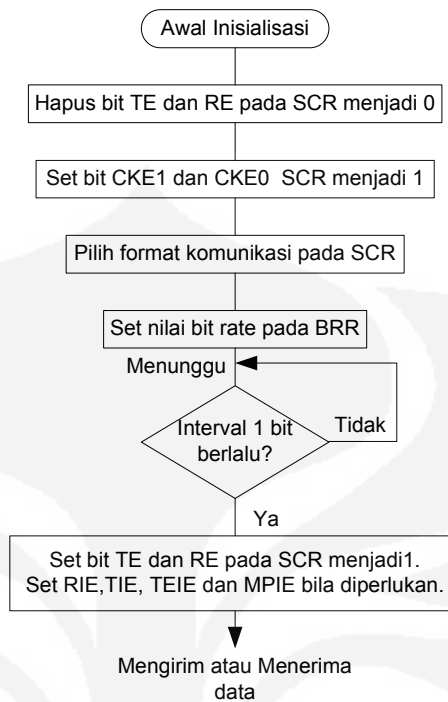 Awal Inisialisasi
Hapus bit TE dan RE pada SCR menjadi 0
Set bit CKE1 dan CKE0 SCR menjadi 1
Pilih format komunikasi pada SCR
Set nilai bit rate pada BRR
Menunggu
Interval 1 bit
berlalu?
Tidak
Ya
Set bit TE dan RE pada SCR menjadi1.
Set RIE,TIE, TEIE dan MPIE bila diperlukan.
Mengirim atau Menerima
data